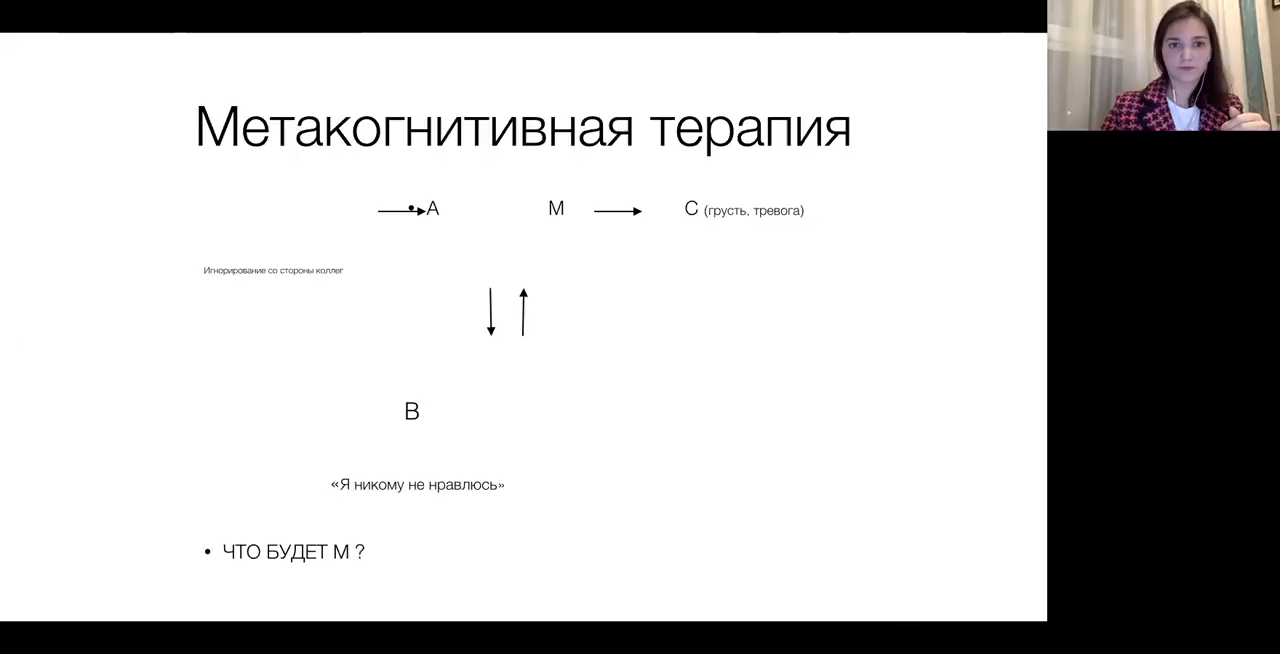 Метакогнитивная терапия
• А М С (грусть, тревога)
Игнорирование со стороны коллег
В
«Я никому не нравлюсь»
• ЧТО БУДЕТ М ?